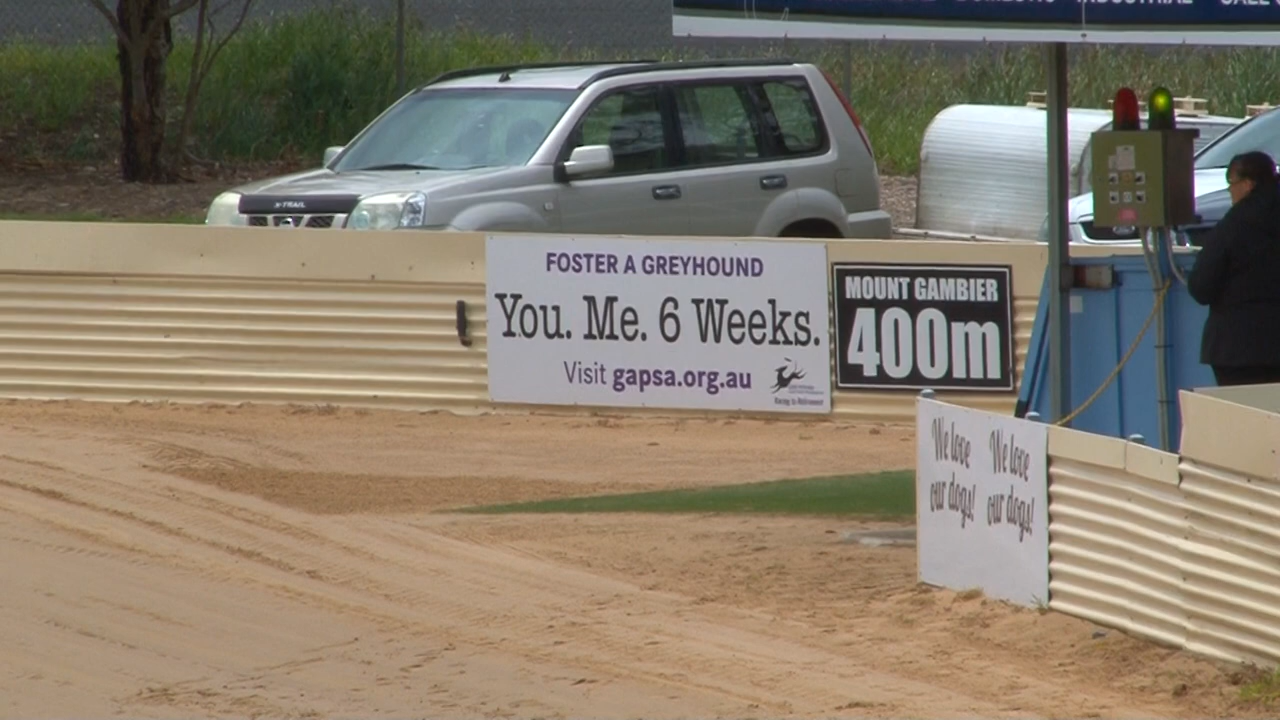 INDUSTRIAL
X-TRAIL
FOSTER A GREYHOUND
You. Me. 6 Weeks.
Visit gapsa.org.au
MOUNT GAMBIER
400m
We love We love
our dogs! our dogs!